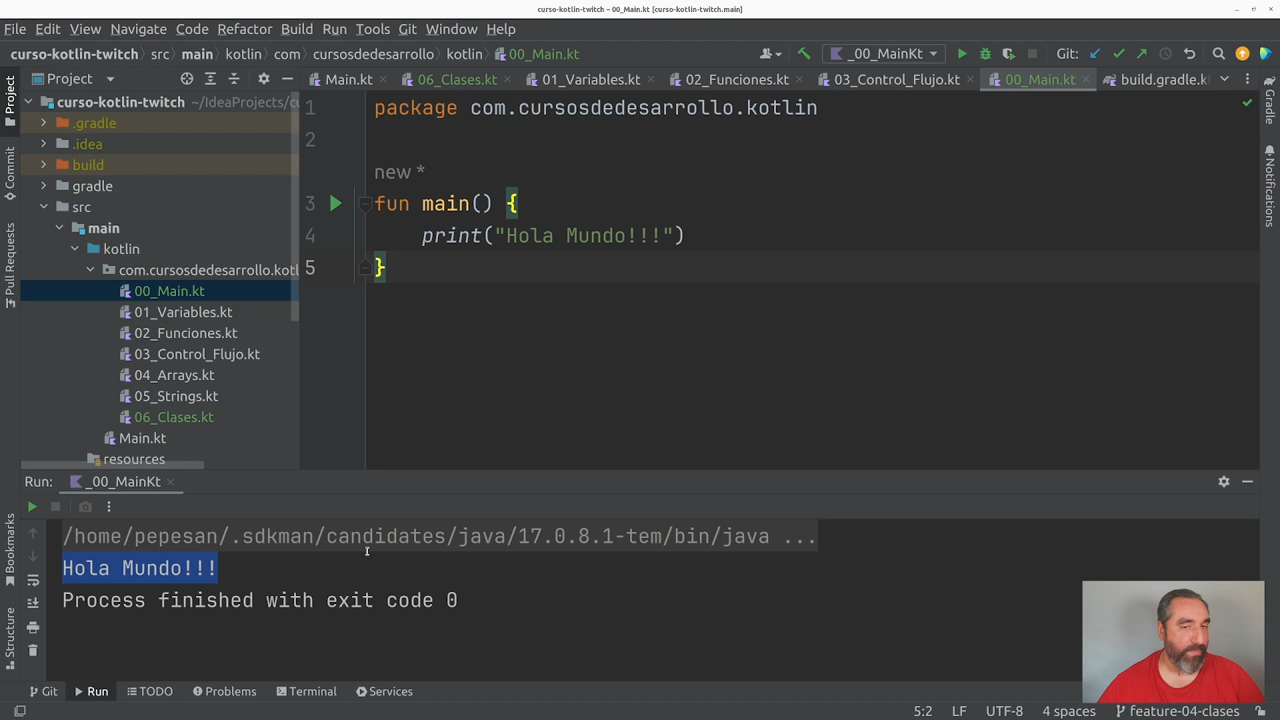 00_Main.kt – curso-kotlin-twitch [curso-kotlin-twitch.main]
File Edit View Navigate Code Refactor Build Run Tools Git Window Help
curso-kotlin-twitch src main kotlin com cursosdedesarrollo kotlin 00_Main.kt _00_MainKt Git:
Project Main.kt 06_Clases.kt 01_Variables.kt 02_Funciones.kt 03_Control_Flujo.kt 00_Main.kt build.gradle.k
Project
Commit
Pull Requests
Bookmarks
Structure
curso-kotlin-twitch ~/IdeaProjects/cu
.gradle
.idea
build
gradle
src
main
kotlin
com.cursosdedesarrollo.kotl
00_Main.kt
01_Variables.kt
02_Funciones.kt
03_Control_Flujo.kt
04_Arrays.kt
05_Strings.kt
06_Clases.kt
Main.kt
resources
1 package com.cursosdedesarrollo.kotlin
2
new *
3 fun main() {
4 print("Hola Mundo!!!")
5 }
Gradle
Notifications
Run: _00_MainKt
/home/pepesan/.sdkman/candidates/java/17.0.8.1-tem/bin/java ...
Hola Mundo!!!
Process finished with exit code 0
Git Run TODO Problems Terminal Services
5:2 LF UTF-8 4 spaces feature-04-clases